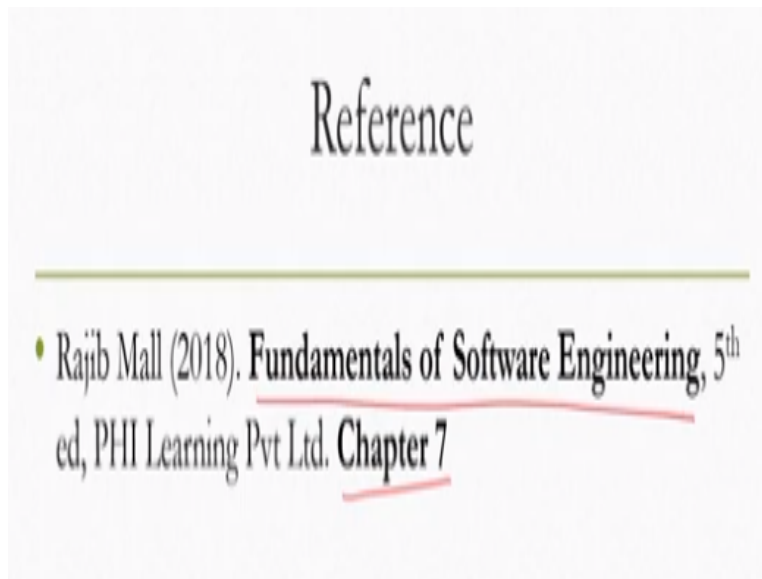 Reference
• Rajib Mall (2018). Fundamentals of Software Engineering, 5th
ed, PHI Learning Pvt Ltd. Chapter 7